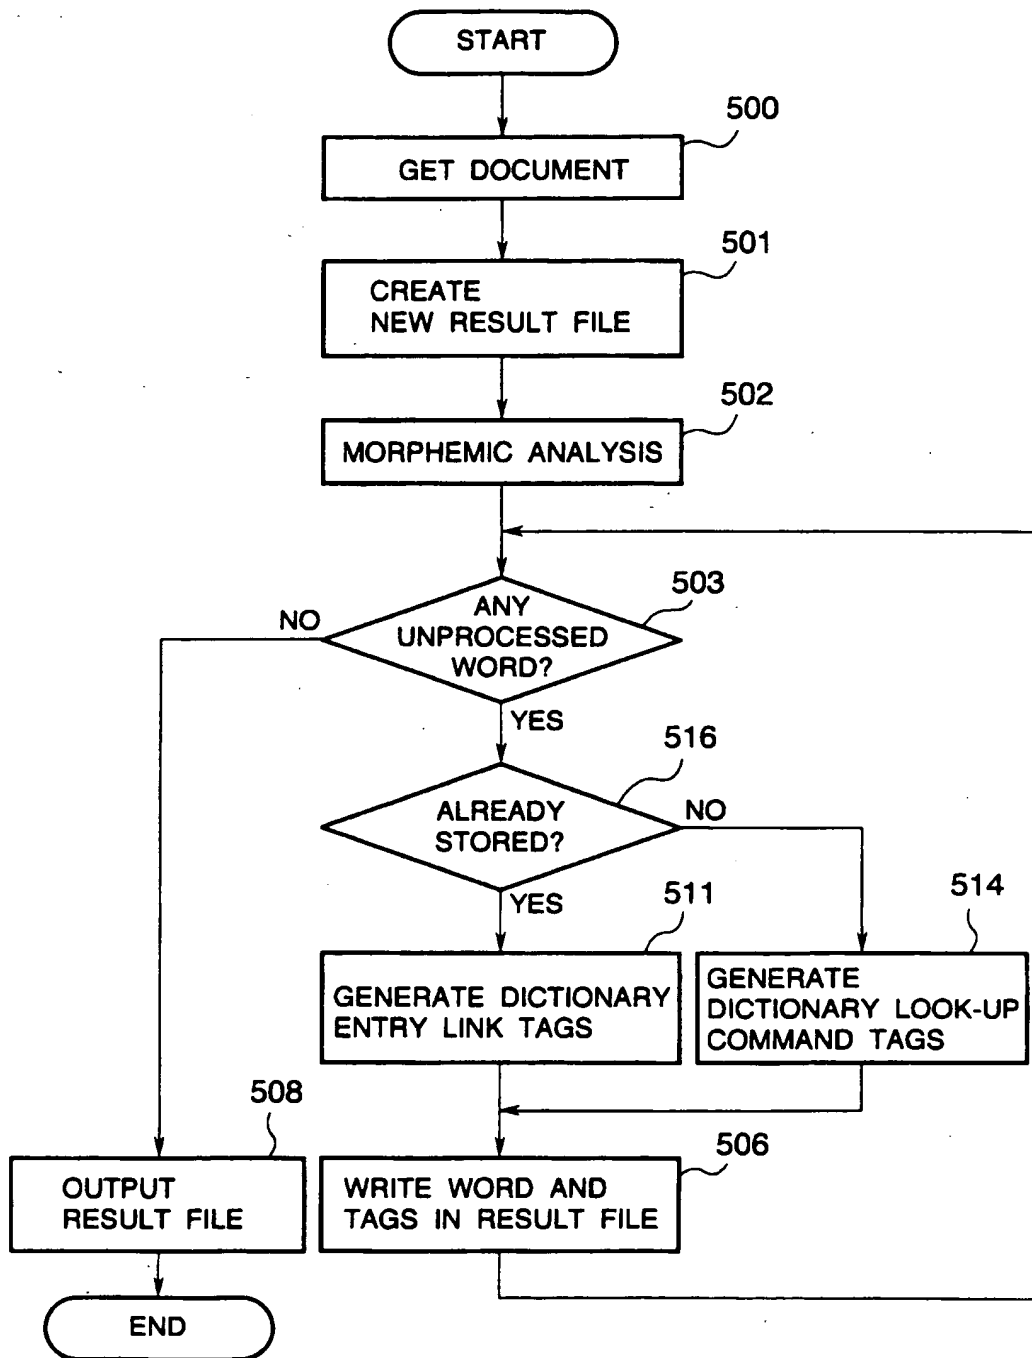 START
500
GET DOCUMENT
501
CREATE
NEW RESULT FILE
502
MORPHEMIC ANALYSIS
503
NO
ANY
UNPROCESSED
WORD?
YES
516
ALREADY
STORED?
NO
YES
511
514
GENERATE DICTIONARY
ENTRY LINK TAGS
GENERATE
DICTIONARY LOOK-UP
COMMAND TAGS
508
506
OUTPUT
RESULT FILE
WRITE WORD AND
TAGS IN RESULT FILE
END